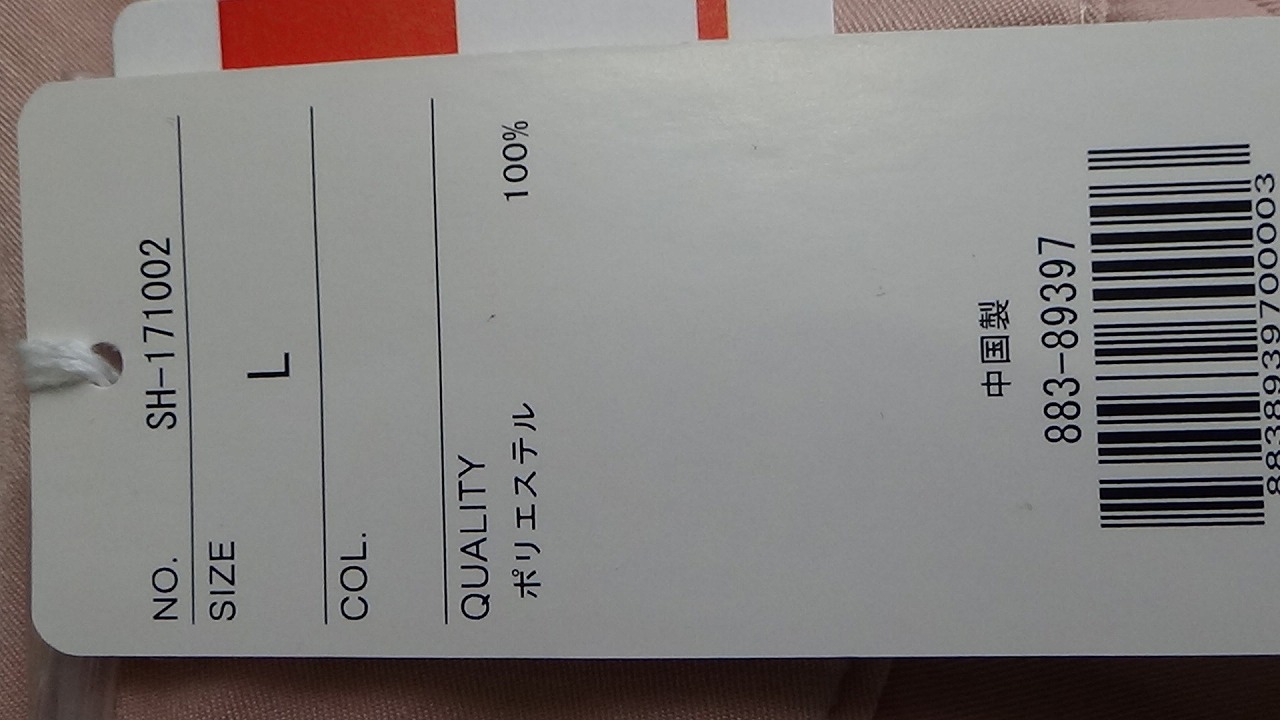 NO. SH-171002
SIZE
L
COL.
QUALITY
ポリエステル 100%
中国製
883-89397
8838939700003